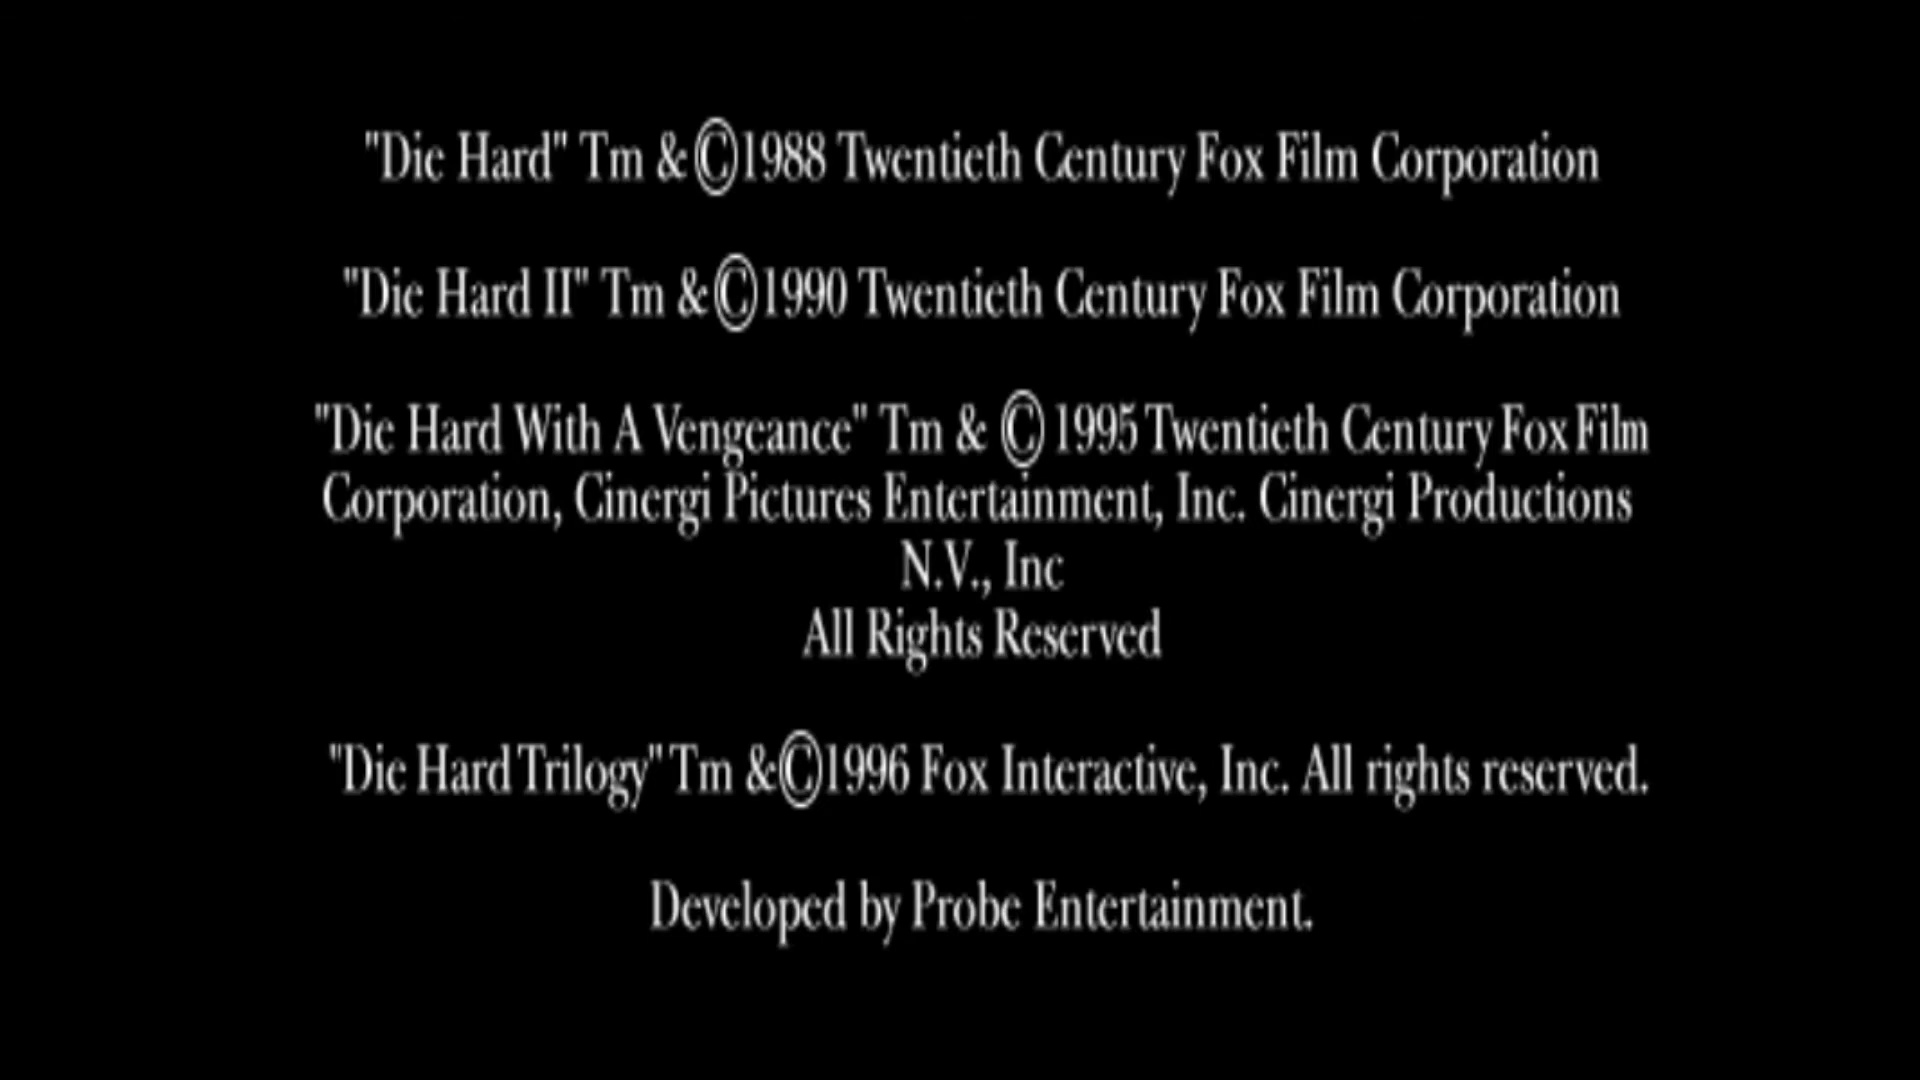 "Die Hard" Tm &©1988 Twentieth Century Fox Film Corporation
"Die Hard II" Tm &©1990 Twentieth Century Fox Film Corporation
"Die Hard With A Vengeance" Tm & © 1995 Twentieth Century Fox Film
Corporation, Cinergi Pictures Entertainment, Inc. Cinergi Productions
N.V., Inc
All Rights Reserved
"Die Hard Trilogy" Tm &©1996 Fox Interactive, Inc. All rights reserved.
Developed by Probe Entertainment.